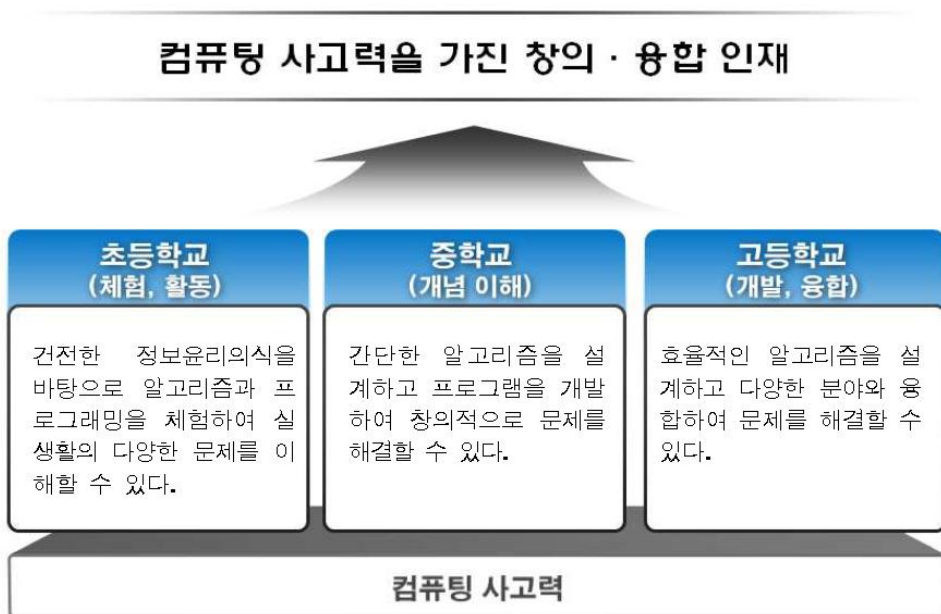 컴퓨팅 사고력을 가진 창의 · 융합 인재
초등학교
(체험, 활동)
건전한 정보윤리의식을
바탕으로 알고리즘과 프
로그래밍을 체험하여 실
생활의 다양한 문제를 이
해할 수 있다.
중학교
(개념 이해)
간단한 알고리즘을 설
계하고 프로그램을 개발
하여 창의적으로 문제를
해결할 수 있다.
고등학교
(개발, 융합)
효율적인 알고리즘을 설
계하고 다양한 분야와 융
합하여 문제를 해결할 수
있다.
컴퓨팅 사고력